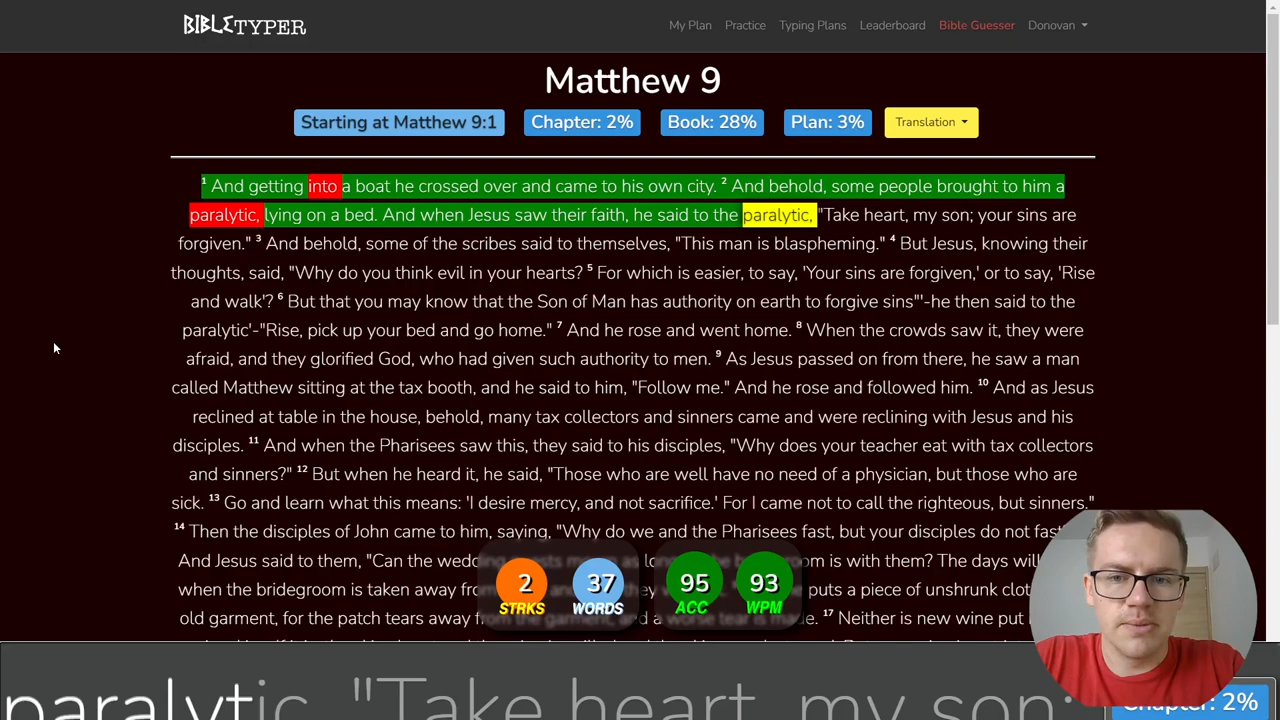 BIBLETYPER
My Plan Practice Typing Plans Leaderboard Bible Guesser Donovan
Matthew 9
Starting at Matthew 9:1 Chapter: 2% Book: 28% Plan: 3% Translation
1 And getting into a boat he crossed over and came to his own city. 2 And behold, some people brought to him a
paralytic, lying on a bed. And when Jesus saw their faith, he said to the paralytic, "Take heart, my son; your sins are
forgiven." 3 And behold, some of the scribes said to themselves, "This man is blaspheming." 4 But Jesus, knowing their
thoughts, said, "Why do you think evil in your hearts? 5 For which is easier, to say, 'Your sins are forgiven,' or to say, 'Rise
and walk'? 6 But that you may know that the Son of Man has authority on earth to forgive sins"'-he then said to the
paralytic'-"Rise, pick up your bed and go home." 7 And he rose and went home. 8 When the crowds saw it, they were
afraid, and they glorified God, who had given such authority to men. 9 As Jesus passed on from there, he saw a man
called Matthew sitting at the tax booth, and he said to him, "Follow me." And he rose and followed him. 10 And as Jesus
reclined at table in the house, behold, many tax collectors and sinners came and were reclining with Jesus and his
disciples. 11 And when the Pharisees saw this, they said to his disciples, "Why does your teacher eat with tax collectors
and sinners?" 12 But when he heard it, he said, "Those who are well have no need of a physician, but those who are
sick. 13 Go and learn what this means: 'I desire mercy, and not sacrifice.' For I came not to call the righteous, but sinners."
14 Then the disciples of John came to him, saying, "Why do we and the Pharisees fast, but your disciples do not
And Jesus said to them, "Can the is with them? The days
when the bridegroom is taken away puts a piece of unshrunk
old garment, for the patch tears away from the garment, and a worse tear is made. 17 Neither is new wine put
2 37 95 93
STRKS WORDS ACC WPM
paralytic, "Take heart, my son;
Chapter: 2%